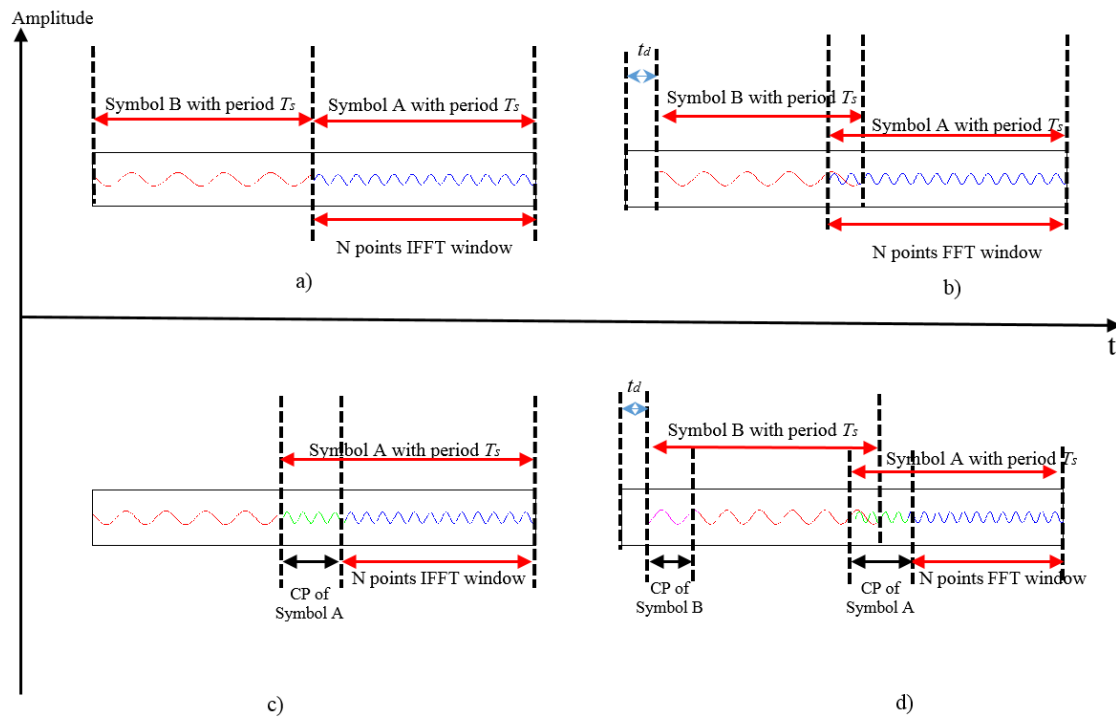 Amplitude
Symbol B with period Ts
Symbol A with period Ts
N points IFFT window
a)
td
Symbol B with period Ts
Symbol A with period Ts
N points FFT window
b)
t
Symbol A with period Ts
N points IFFT window
CP of
Symbol A
c)
td
Symbol B with period Ts
Symbol A with period Ts
CP of
Symbol B
CP of
Symbol A
N points FFT window
d)